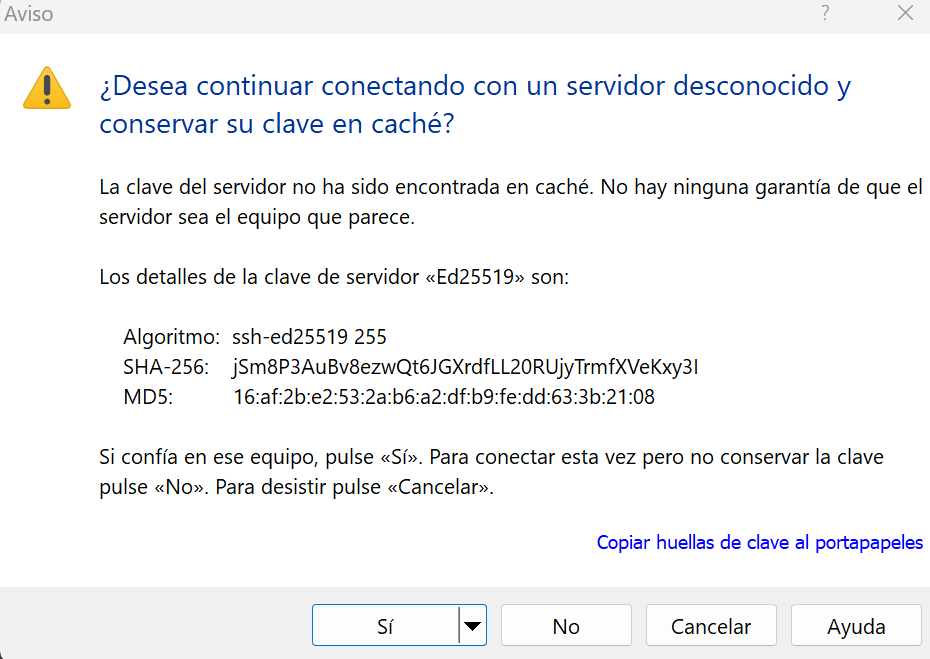 Aviso
¿Desea continuar conectando con un servidor desconocido y
conservar su clave en caché?
La clave del servidor no ha sido encontrada en caché. No hay ninguna garantía de que el
servidor sea el equipo que parece.
Los detalles de la clave de servidor «Ed25519» son:
Algoritmo: ssh-ed25519 255
SHA-256: jSm8P3AuBv8ezwQt6JGXrdfLL20RUjyTrmfXVeKxy3I
MD5: 16:af:2b:e2:53:2a:b6:a2:df:b9:fe:dd:63:3b:21:08
Si confía en ese equipo, pulse «Sí». Para conectar esta vez pero no conservar la clave
pulse «No». Para desistir pulse «Cancelar».
Copiar huellas de clave al portapapeles
Sí No Cancelar Ayuda